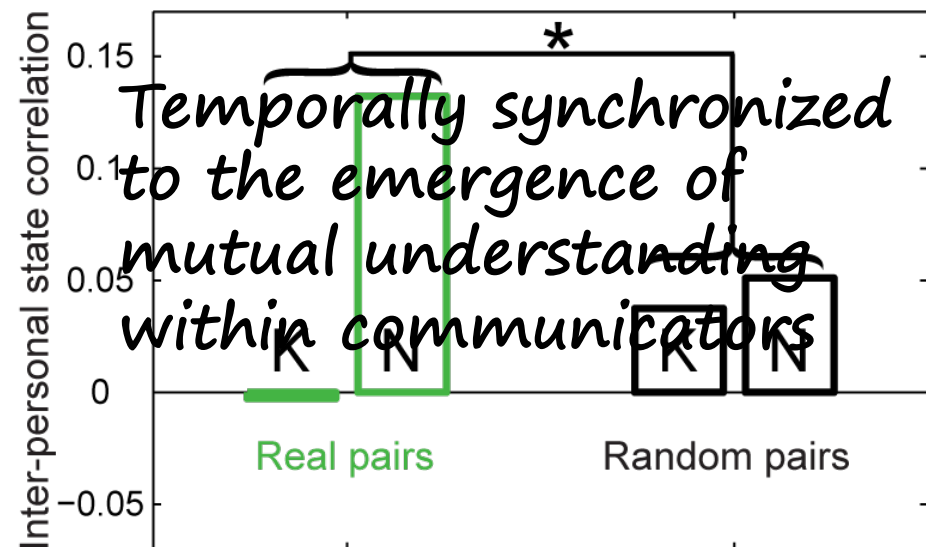 Inter-personal state correlation
0.15
0.1
0.05
0
−0.05
*
Temporally synchronized
to the emergence of
mutual understanding
within communicators
K N K N
Real pairs Random pairs